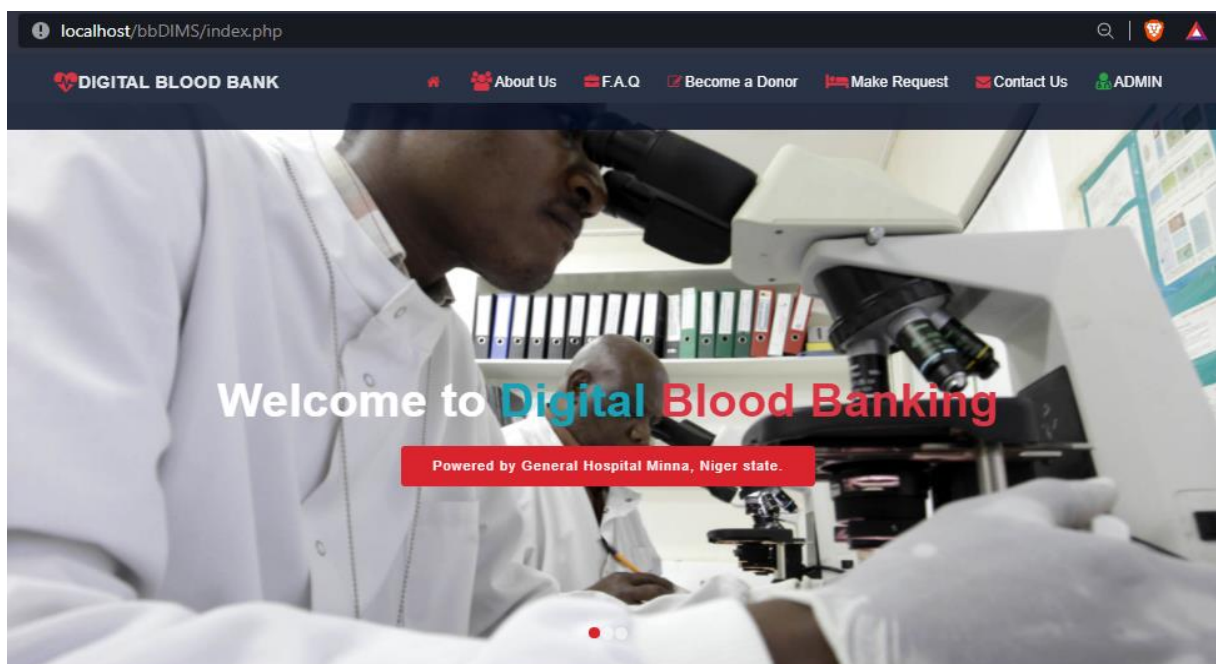 localhost/bbDIMS/index.php
DIGITAL BLOOD BANK About Us F.A.Q Become a Donor Make Request Contact Us ADMIN
Welcome to Digital Blood Banking
Powered by General Hospital Minna, Niger state.